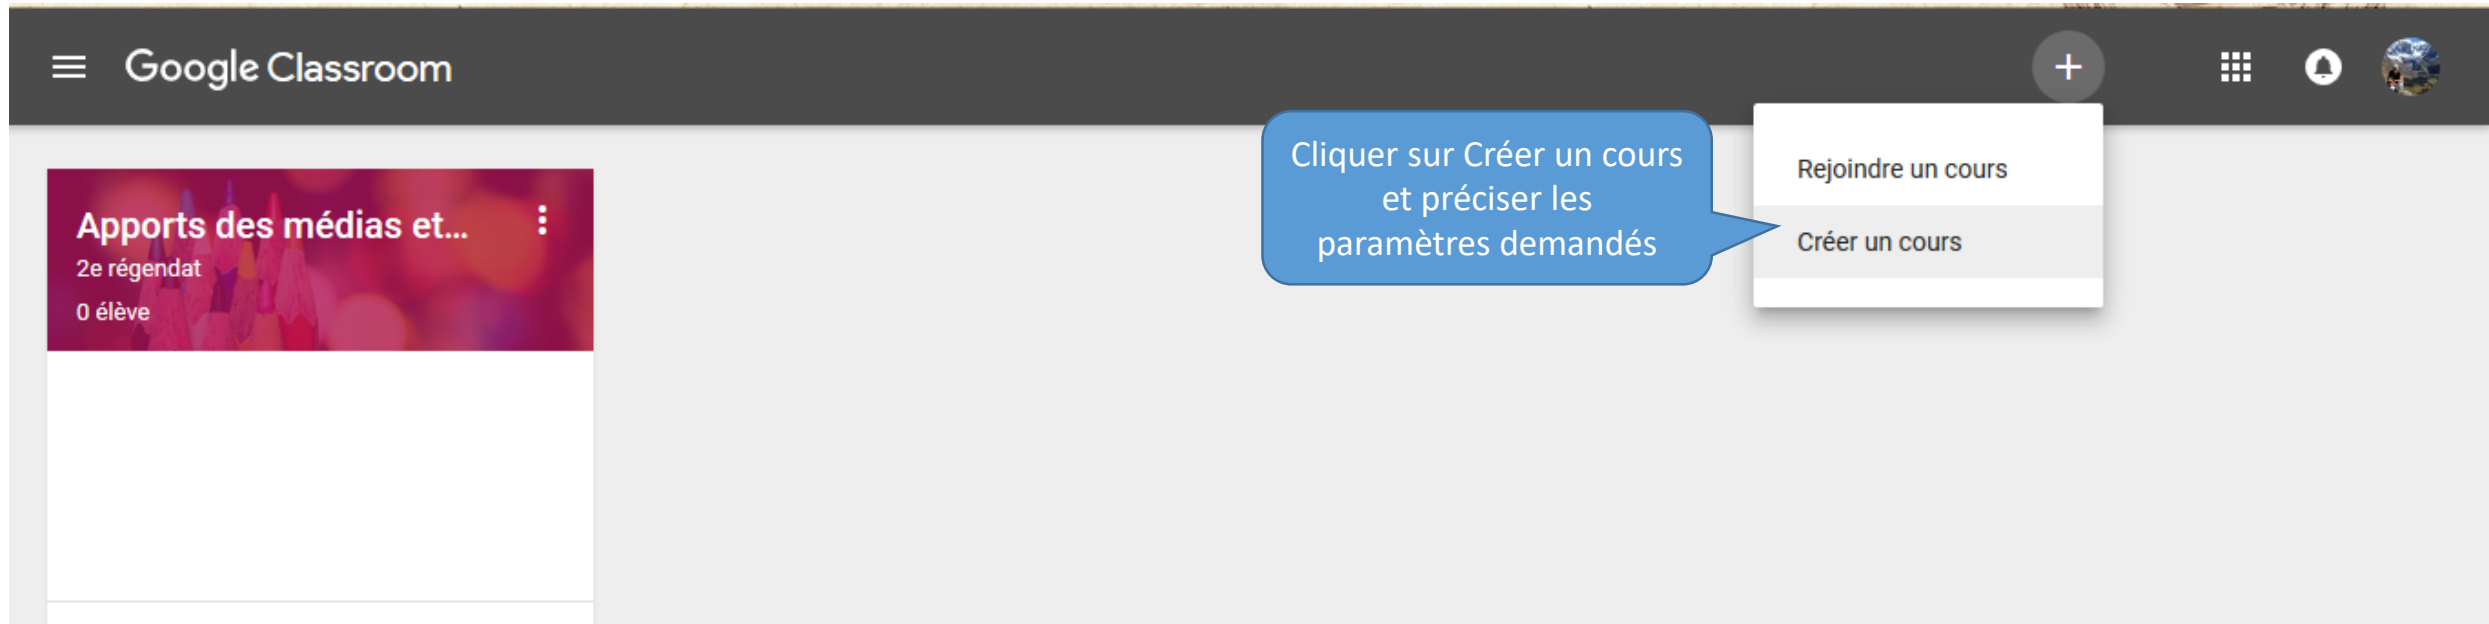 Google Classroom
Cliquer sur Créer un cours
et préciser les
paramètres demandés
Rejoindre un cours
Créer un cours
Apports des médias et...
2e régendat
0 élève